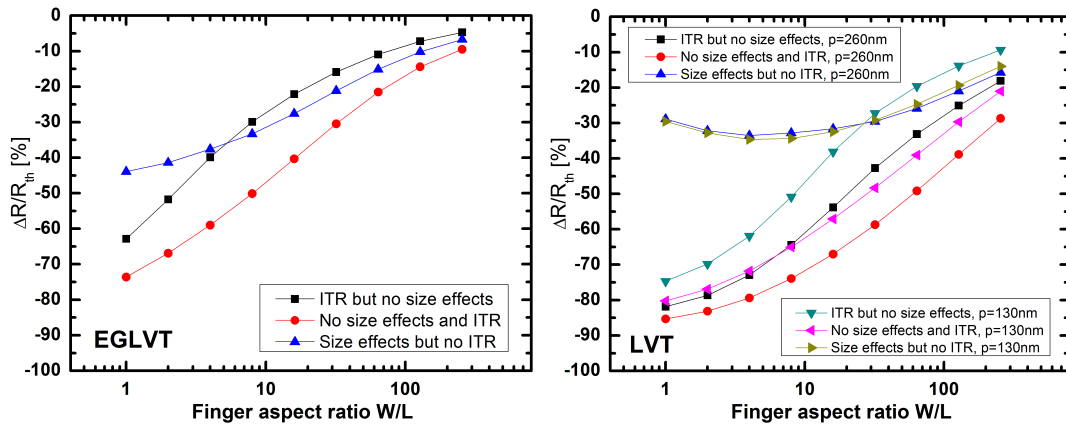 0
-10
-20
-30
-40
-50
-60
-70
-80
-90
-100
ΔR/R_th [%]
ITR but no size effects
No size effects and ITR
Size effects but no ITR
EGLVT
1 10 100
Finger aspect ratio W/L
0
-10
-20
-30
-40
-50
-60
-70
-80
-90
-100
ΔR/R_th [%]
ITR but no size effects, p=260nm
No size effects and ITR, p=260nm
Size effects but no ITR, p=260nm
ITR but no size effects, p=130nm
No size effects and ITR, p=130nm
Size effects but no ITR, p=130nm
LVT
1 10 100
Finger aspect ratio W/L